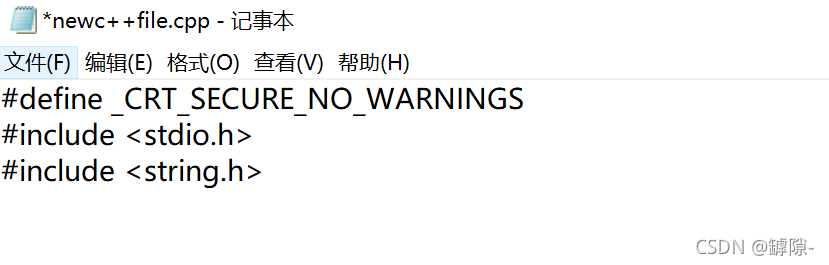 *newc++file.cpp - 记事本
文件(F) 编辑(E) 格式(O) 查看(V) 帮助(H)
#define _CRT_SECURE_NO_WARNINGS
#include <stdio.h>
#include <string.h>
CSDN @罅隙-